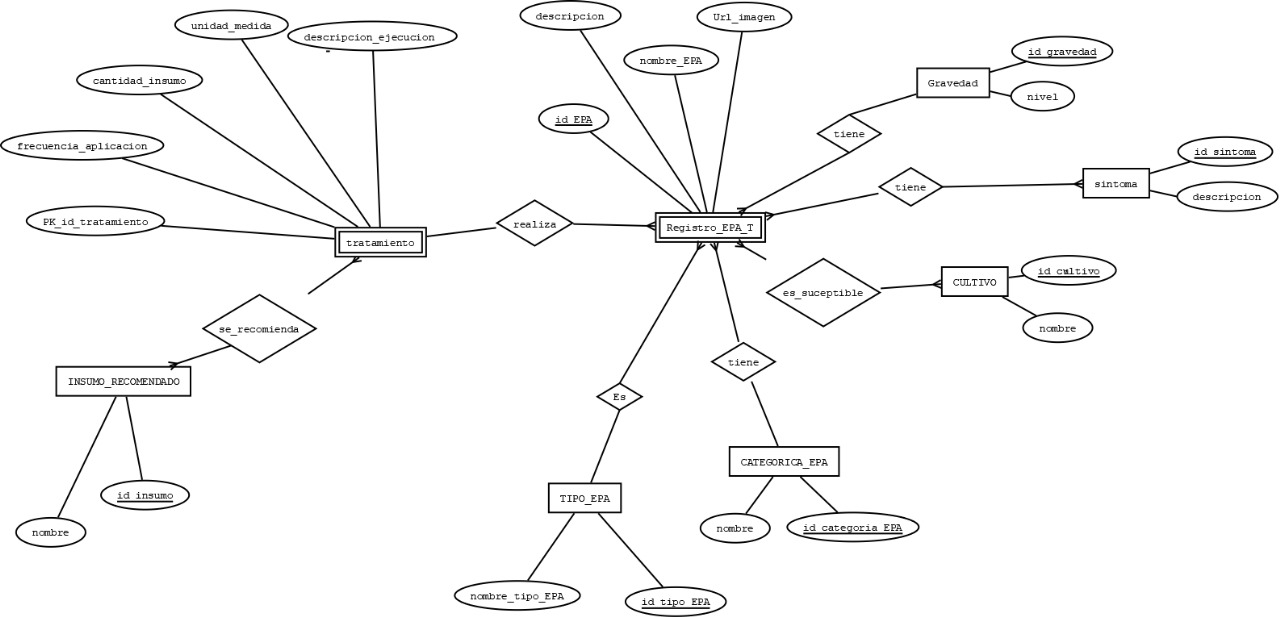 descripcion
Url_imagen
unidad_medida
descripcion_ejecucion
id_gravedad
nombre_EPA
cantidad_insumo
Gravedad
nivel
id_EPA
tiene
frecuencia_aplicacion
id_sintoma
tiene
sintoma
descripcion
PK_id_tratamiento
realiza
Registro_EPA_T
tratamiento
id_cultivo
CULTIVO
es_suceptible
nombre
se_recomienda
tiene
INSUMO_RECOMENDADO
Es
CATEGORICA_EPA
id_insumo
TIPO_EPA
nombre
nombre
id_categoria_EPA
nombre_tipo_EPA
id_tipo_EPA